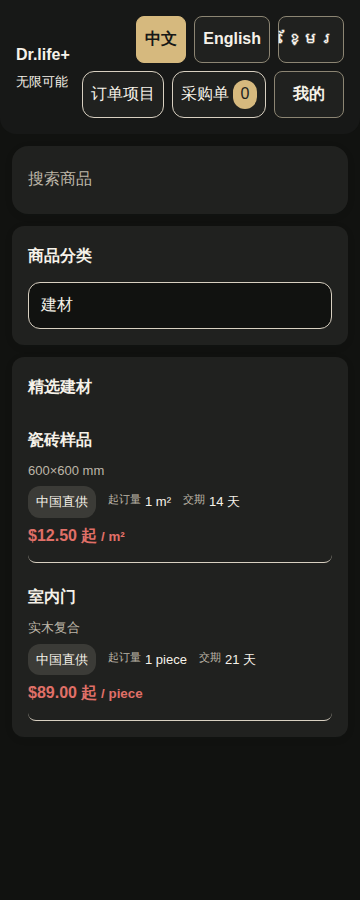 中文 English ខ្មែរ
Dr.life+
无限可能
订单项目 采购单 0 我的
搜索商品
商品分类
建材
精选建材
瓷砖样品
600×600 mm
中国直供 起订量 1 m² 交期 14 天
$12.50 起 / m²
室内门
实木复合
中国直供 起订量 1 piece 交期 21 天
$89.00 起 / piece